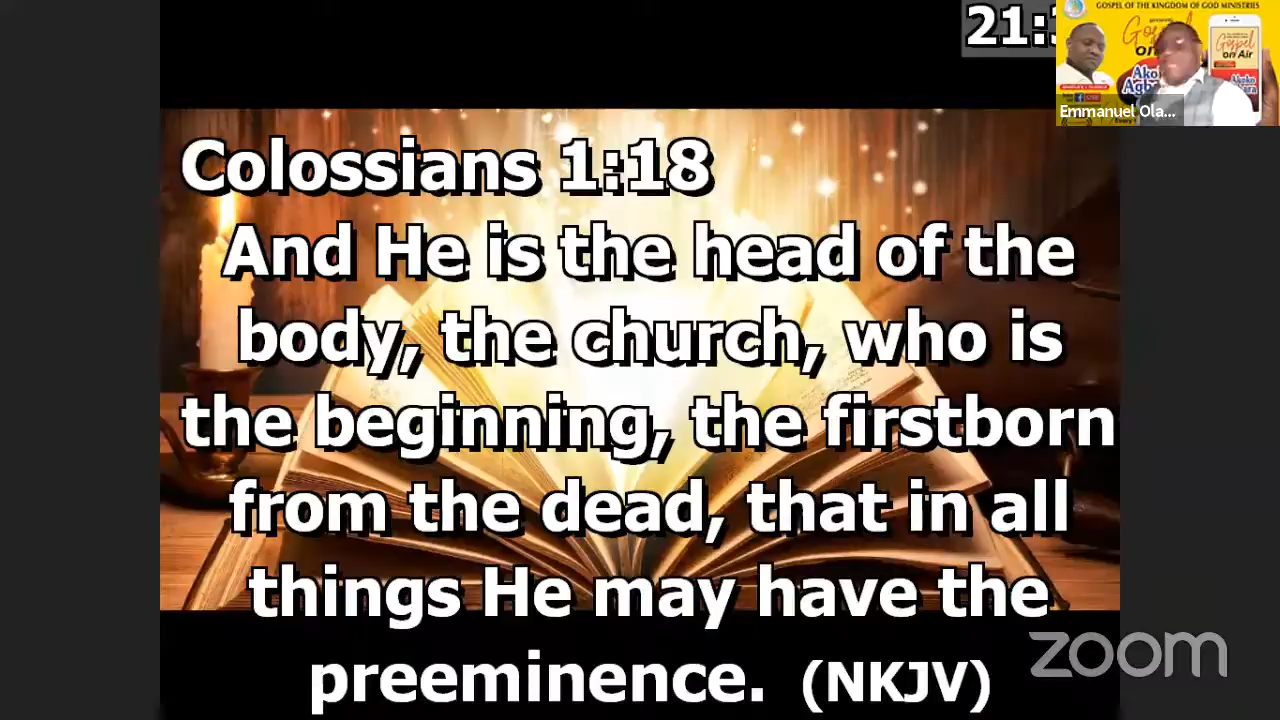 21:
GOSPEL OF THE KINGDOM OF GOD MINISTRIES
Gospel
on Air
Emmanuel Ola...
Colossians 1:18
And He is the head of the
body, the church, who is
the beginning, the firstborn
from the dead, that in all
things He may have the
preeminence. (NKJV)
zoom